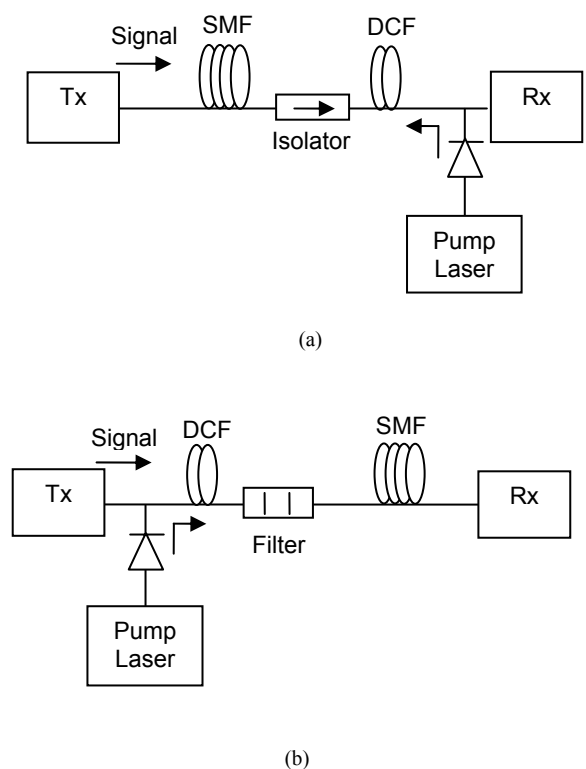 SMF
DCF
Signal
Tx
Rx
Isolator
Pump
Laser
(a)
DCF
SMF
Signal
Tx
Rx
Filter
Pump
Laser
(b)